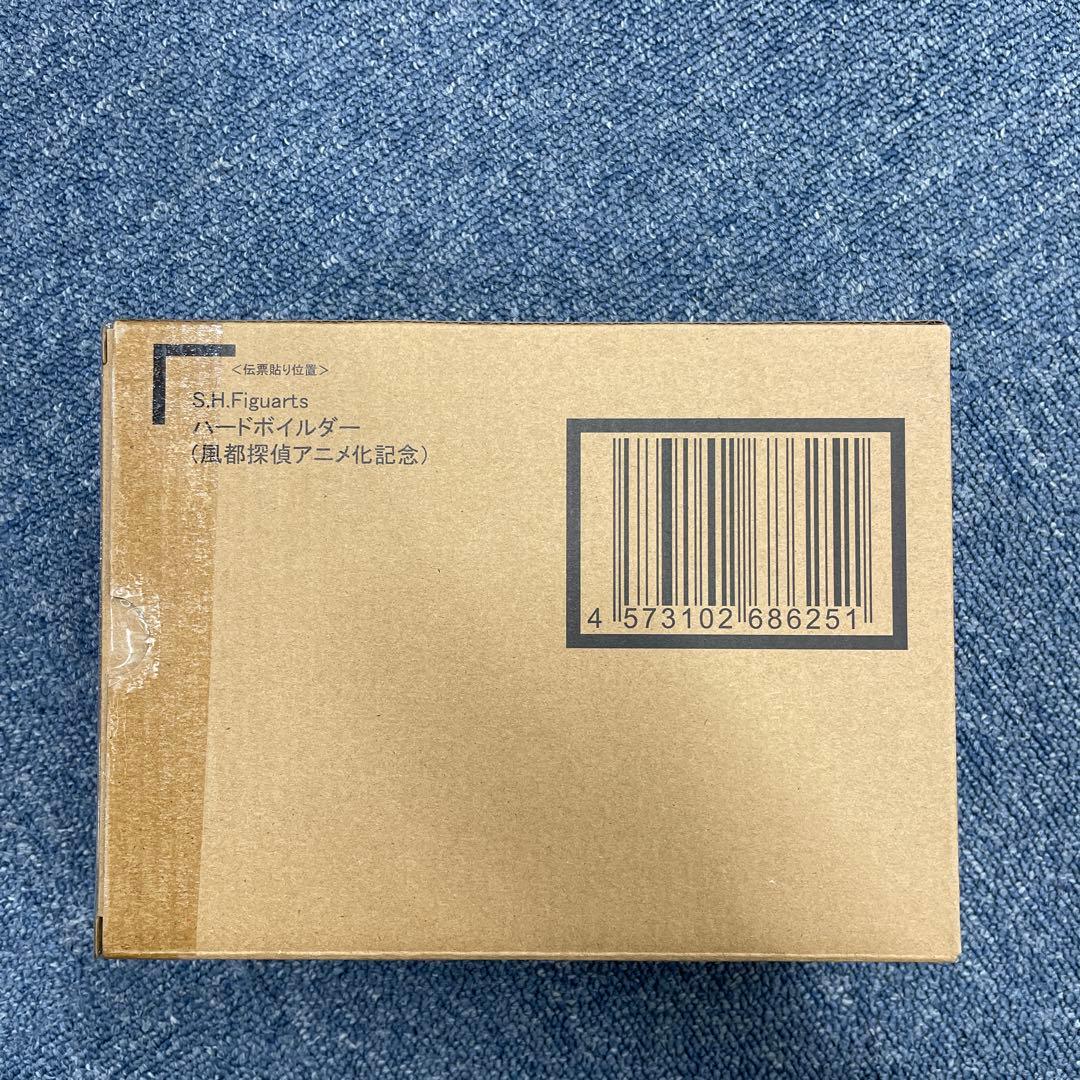 <伝票貼り位置>
S.H.Figuarts
ハードボイルダー
(風都探偵アニメ化記念)
4 573102 686251